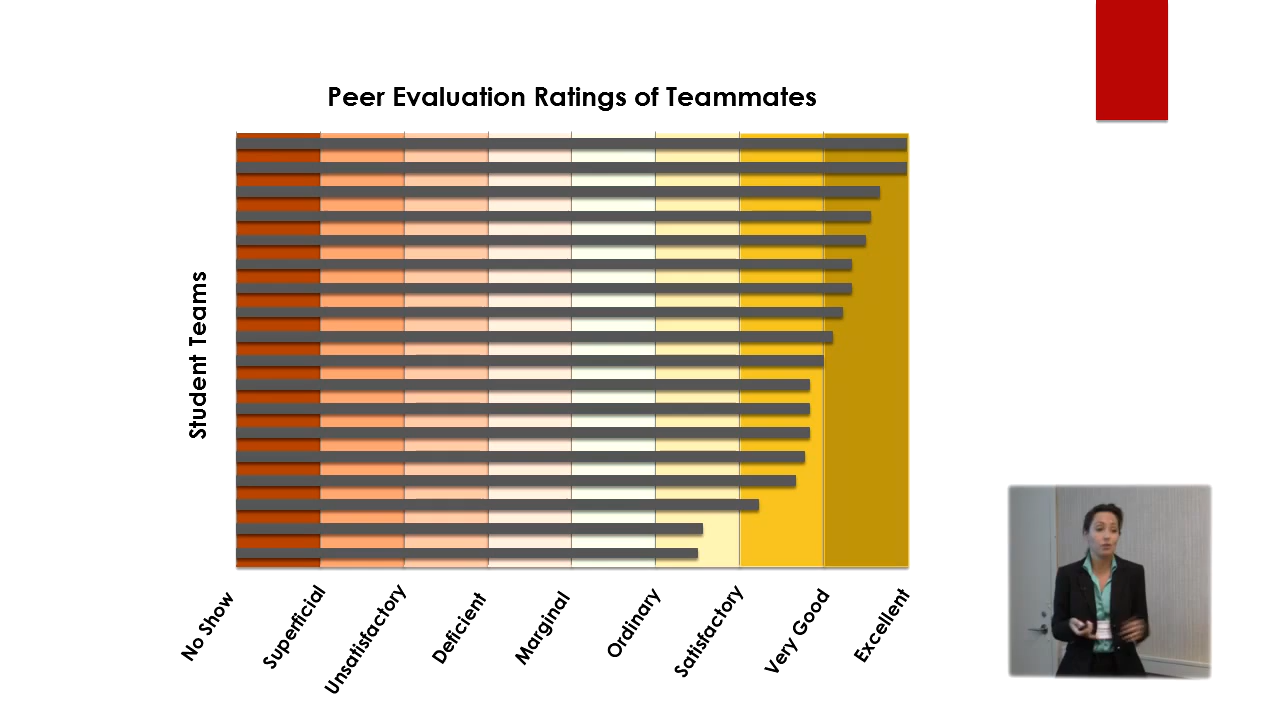 Peer Evaluation Ratings of Teammates
Student Teams
No Show
Superficial
Unsatisfactory
Deficient
Marginal
Ordinary
Satisfactory
Very Good
Excellent